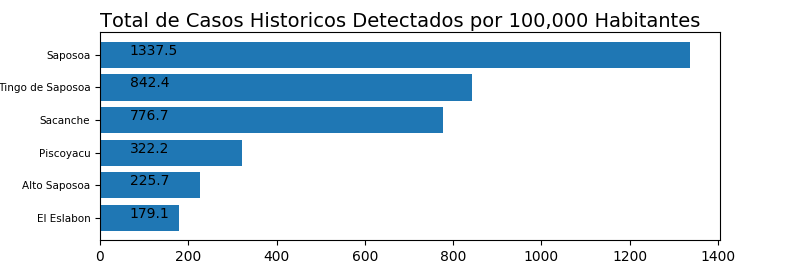 Total de Casos Historicos Detectados por 100,000 Habitantes
Saposoa 1337.5
Tingo de Saposoa 842.4
Sacanche 776.7
Piscoyacu 322.2
Alto Saposoa 225.7
El Eslabon 179.1
0 200 400 600 800 1000 1200 1400